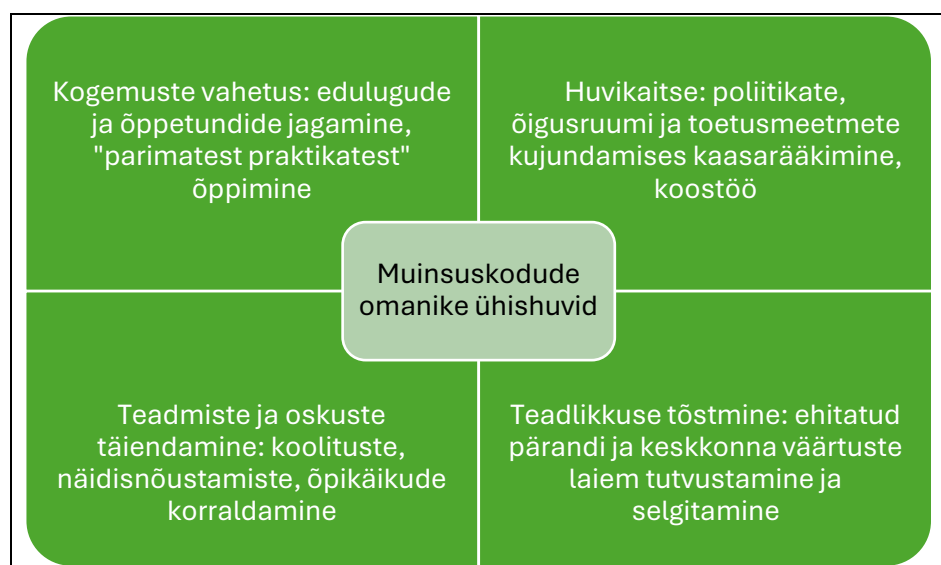 Kogemuste vahetus: edulugude
ja õppetundide jagamine,
"parimatest praktikatest"
õppimine
Huvikaitse: poliitikate,
õigusruumi ja toetusmeetmete
kujundamises kaasarääkimine,
koostöö
Muinsuskodude
omanike ühishuvid
Teadmiste ja oskuste
täiendamine: koolituste,
näidisnõustamiste, õpikäikude
korraldamine
Teadlikkuse tõstmine: ehitatud
pärandi ja keskkonna väärtuste
laiem tutvustamine ja
selgitamine